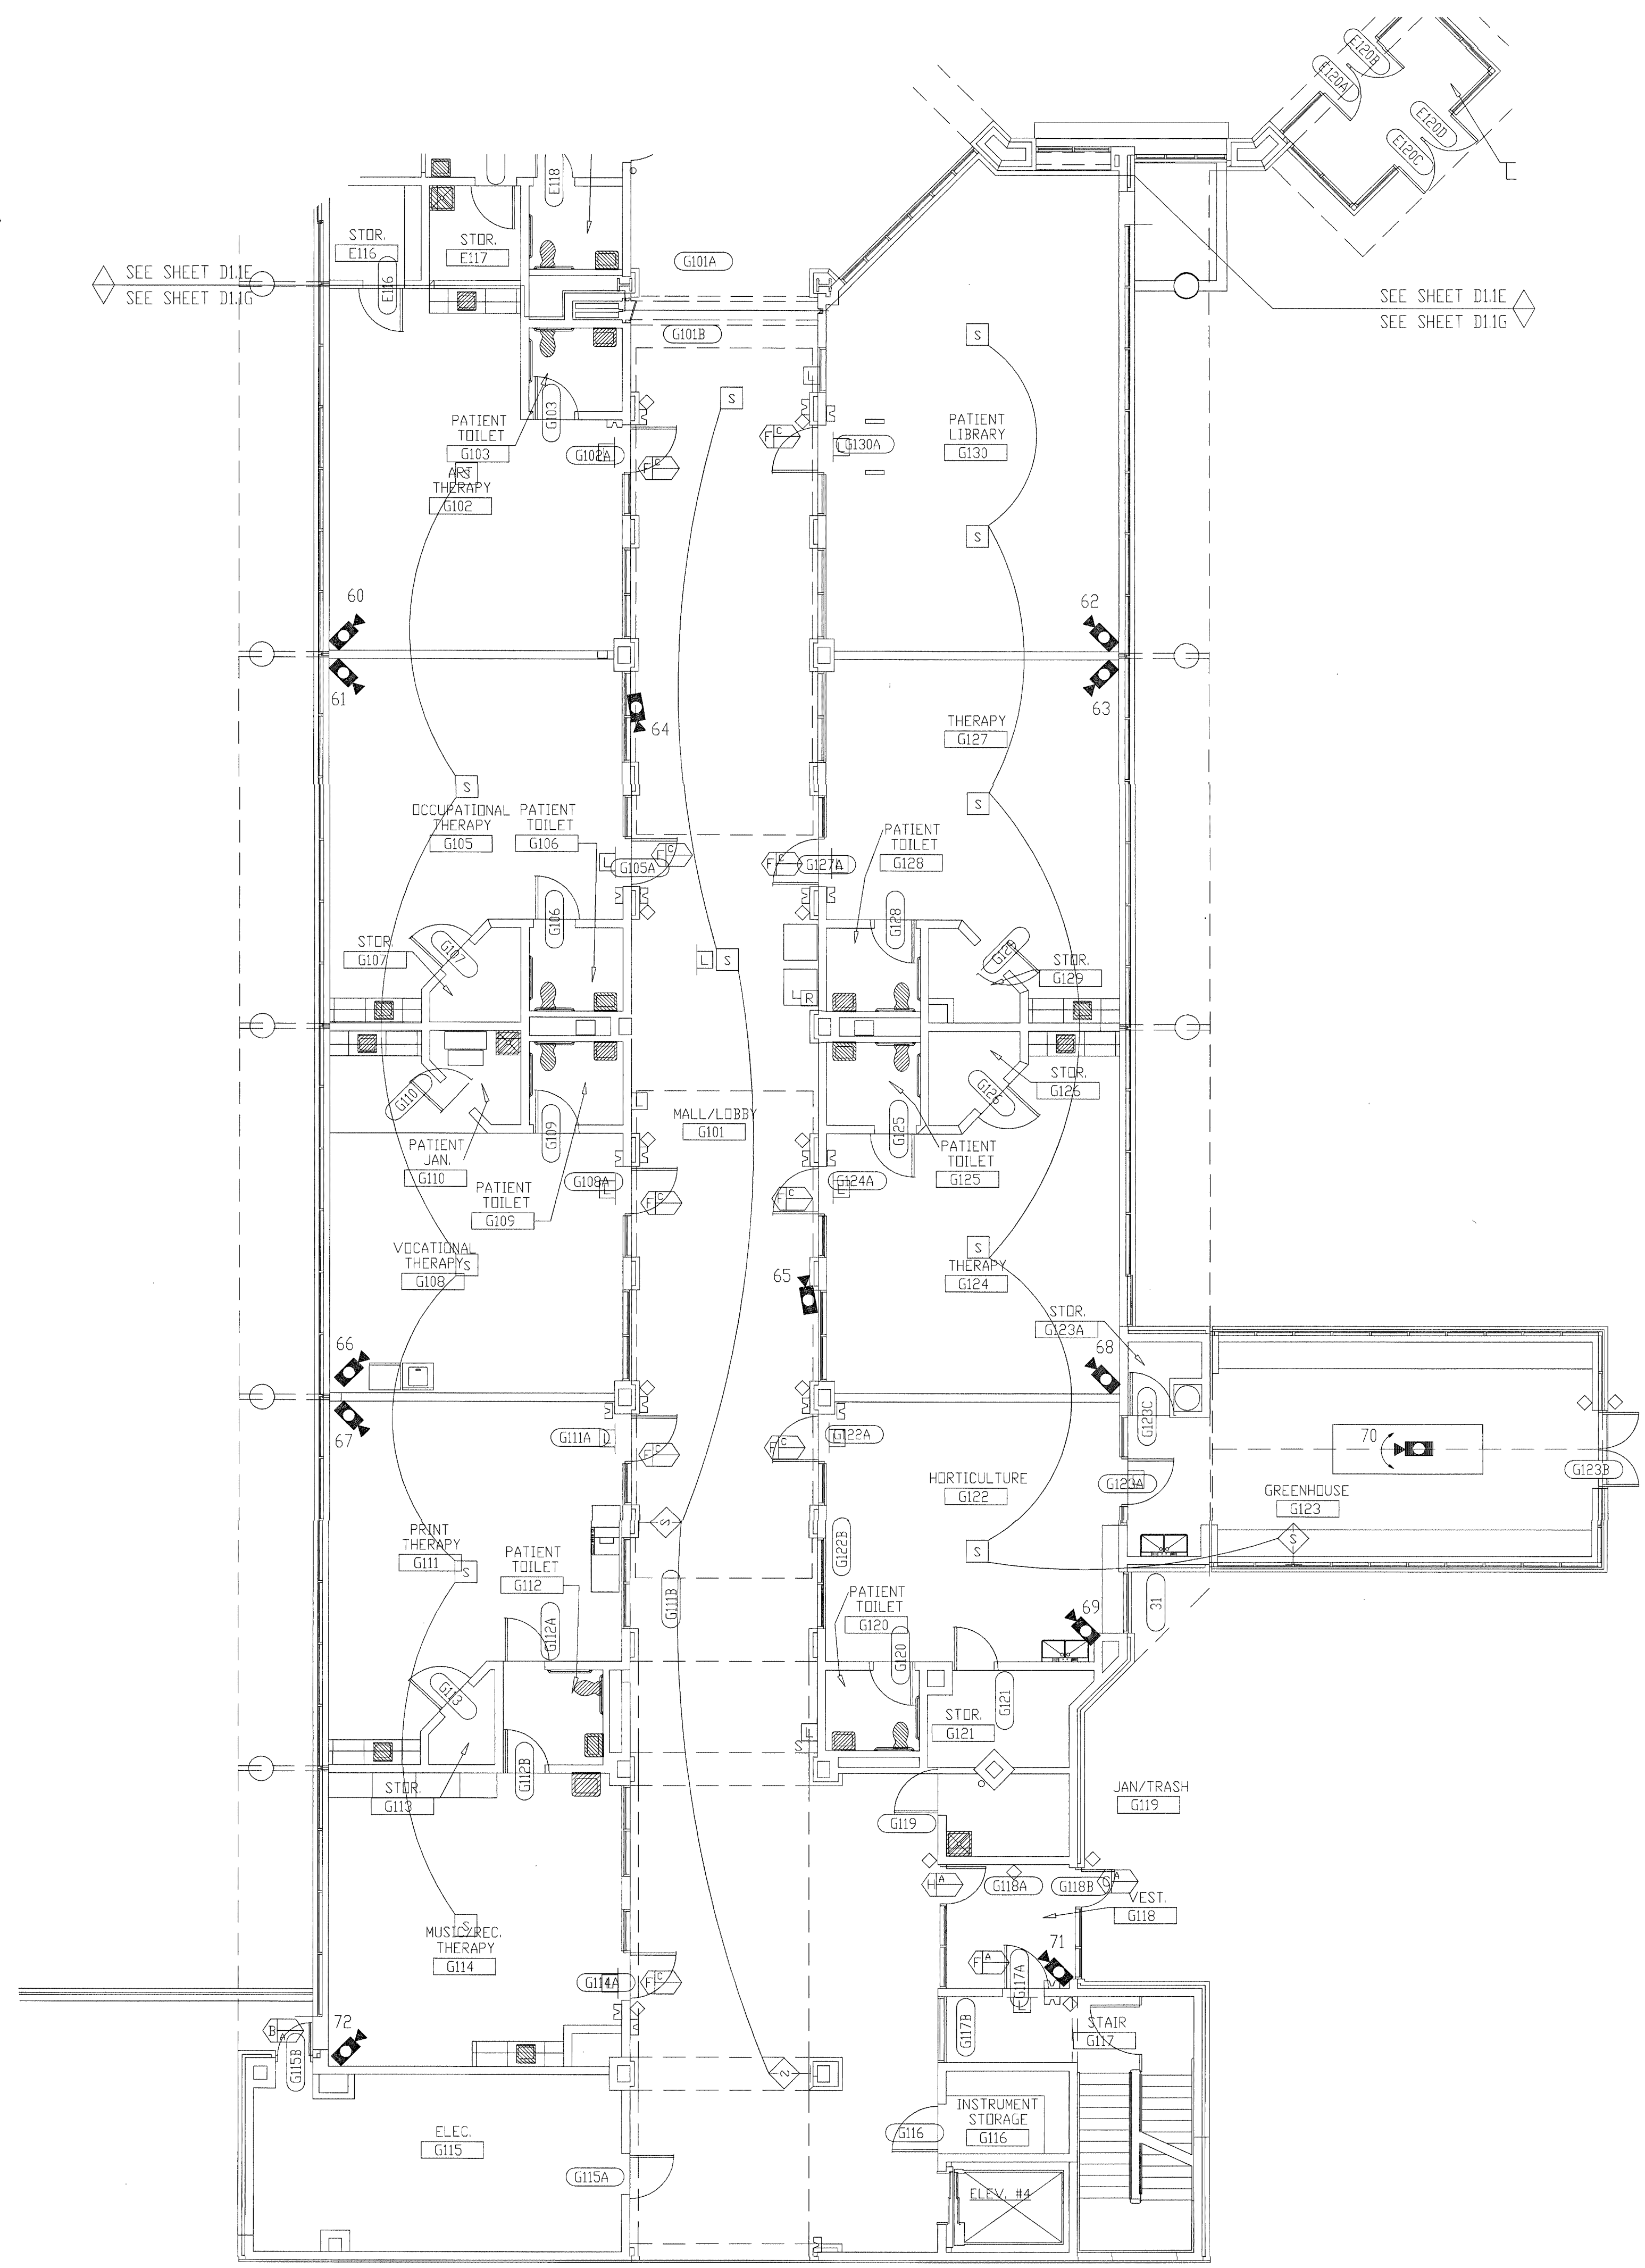 E120B
E120A
E120D
E120C
E118
STOR.
E116
STOR.
E117
E116
G101A
SEE SHEET D1.1E
SEE SHEET D1.1G
SEE SHEET D1.1E
SEE SHEET D1.1G
G101B
S
S
L
G103
PATIENT
TOILET
G103
S
ART
THERAPY
G102
G102A
F C
F C
L
G130A
PATIENT
LIBRARY
G130
S
60
61
62
63
64
THERAPY
G127
S
S
OCCUPATIONAL
THERAPY
G105
PATIENT
TOILET
G106
L
G105A
F C
F C
G127A
L
PATIENT
TOILET
G128
G106
G128
STOR.
G107
G107
L
S
L
R
G129
STOR.
G129
G110
G109
L
MALL/LOBBY
G101
G125
G126
STOR.
G126
PATIENT
JAN.
G110
PATIENT
TOILET
G109
G108A
L
F C
F C
G124A
L
PATIENT
TOILET
G125
VOCATIONAL
THERAPY
G108
S
S
THERAPY
G124
65
STOR.
G123A
66
67
68
G123C
G111A
L
F C
F C
G122A
L
HORTICULTURE
G122
G123A
70
G123B
GREENHOUSE
G123
S
S
G122B
S
PRINT
THERAPY
G111
S
PATIENT
TOILET
G112
G111B
PATIENT
TOILET
G120
G120
69
31
G112A
G113
G121
STOR.
G121
L
S
G112B
STOR.
G113
G119
JAN/TRASH
G119
H A
G118A
G118B
A
VEST.
G118
S
MUSIC/REC.
THERAPY
G114
G114A
L
F C
F A
G117A
71
L
72
B A
G115B
G117B
STAIR
G117
S
INSTRUMENT
STORAGE
G116
G116
ELEC.
G115
G115A
ELEV. #4